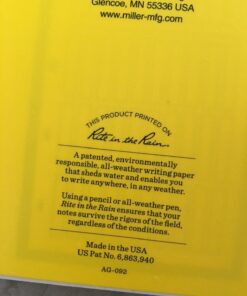 Glencoe, MN 55336 USA
www.miller-mfg.com
THIS PRODUCT PRINTED ON
Rite in the Rain
A patented, environmentally
responsible, all-weather writing paper
that sheds water and enables you
to write anywhere, in any weather.
Using a pencil or all-weather pen,
Rite in the Rain ensures that your
notes survive the rigors of the field,
regardless of the conditions.
Made in the USA
US Pat No. 6,863,940
AG-092